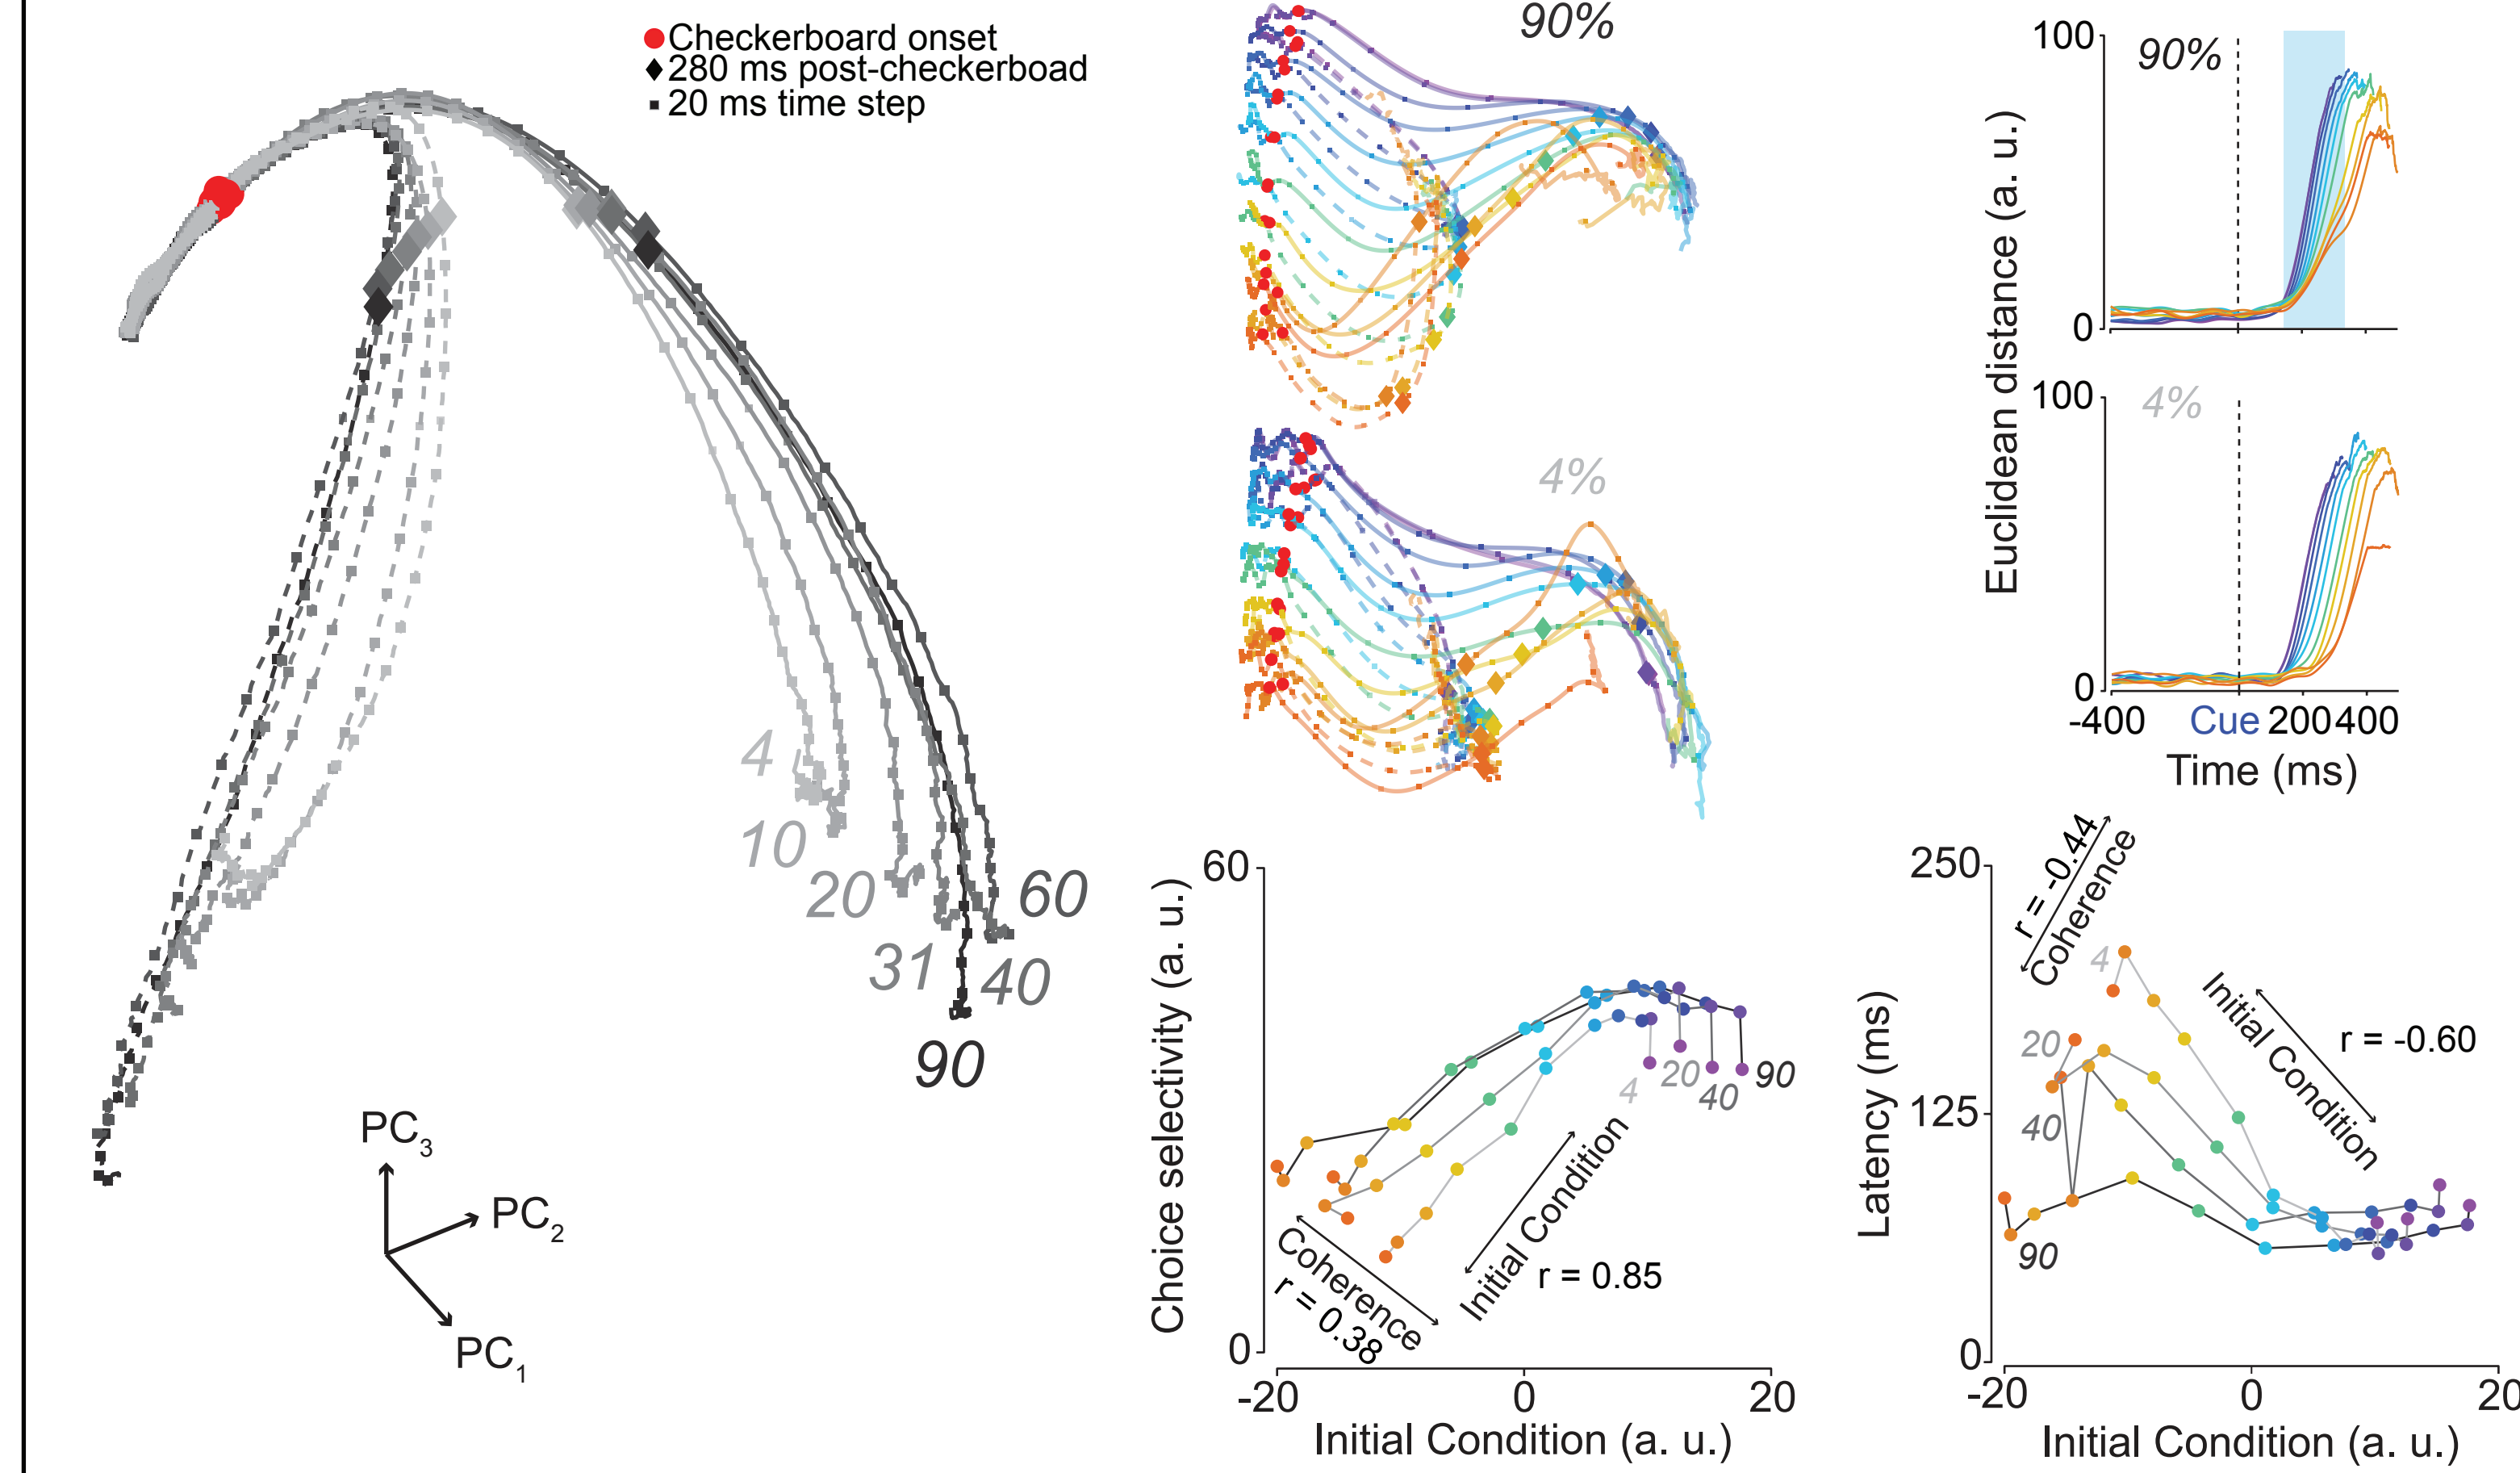 Checkerboard onset
280 ms post-checkerboad
20 ms time step
4
10
20
31
60
40
90
PC3
PC2
PC1
90%
4%
Euclidean distance (a. u.)
100
90%
0
100
4%
0
-400 Cue 200 400
Time (ms)
Choice selectivity (a. u.)
60
0
4
20
40
90
Coherence
r = 0.38
Initial Condition
r = 0.85
-20 0 20
Initial Condition (a. u.)
Latency (ms)
250
125
0
r = -0.44
Coherence
4
20
40
90
Initial Condition
r = -0.60
-20 0 20
Initial Condition (a. u.)